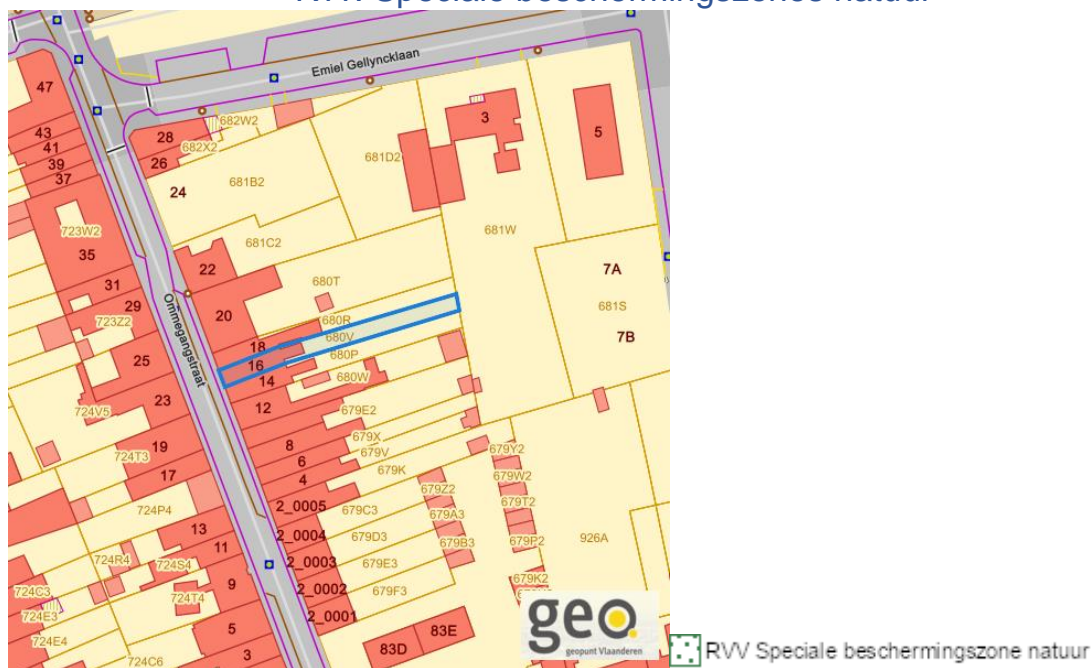 RVV Speciale beschermingszones natuur
Emiel Gellyncklaan
Ommegangstraat
47
43
41
39
37
723W2
35
31
29
723Z2
25
724V5
23
19
724T3
17
724P4
13
11
724R4
724S4
9
724C3
724T4
724E3
724E4
5
724C6
3
682W2
28
682X2
26
24
681B2
681D2
3
5
681W
681C2
22
680T
7A
681S
7B
20
680R
18
680V
16
680P
14
680W
12
679E2
8
679X
679V
6
679K
4
679Y2
679Z2
679W2
2_0005
679C3
679A3
679T2
2_0004
679D3
679B3
679P2
926A
2_0003
679E3
679K2
2_0002
679F3
2_0001
83D
83E
geo
geopunt Vlaanderen
RVV Speciale beschermingszone natuur